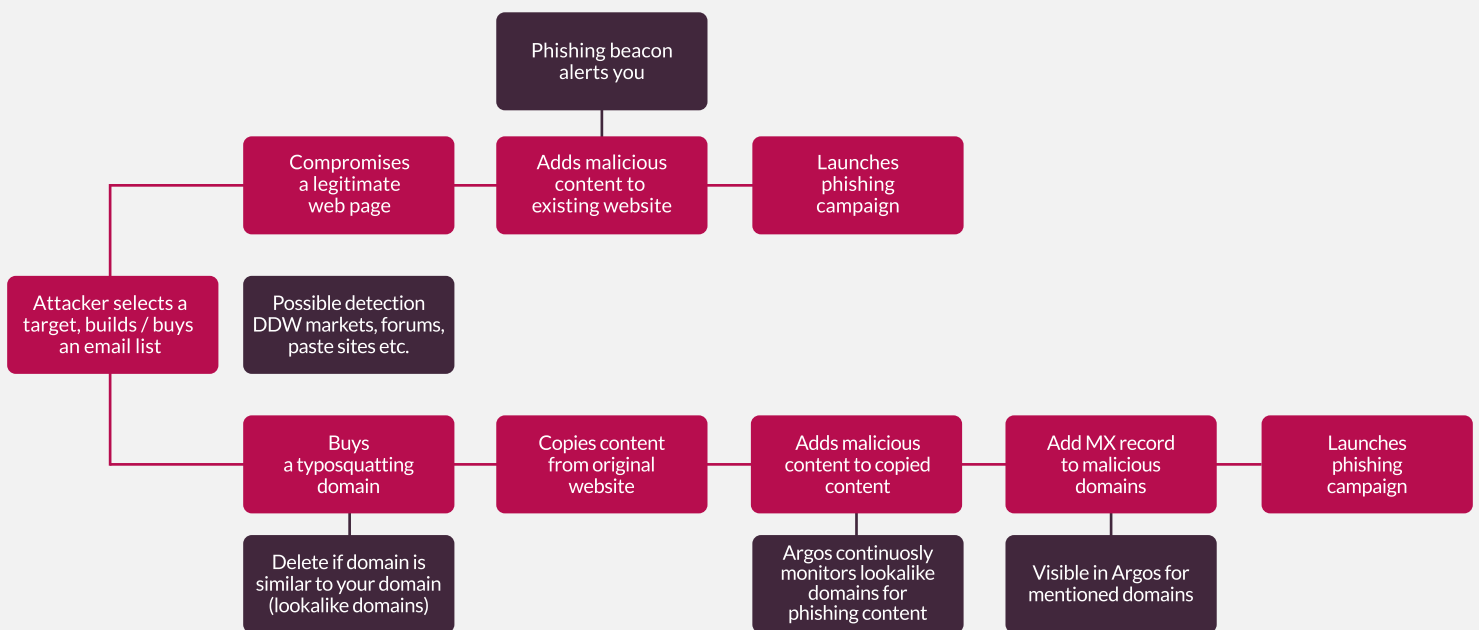 Phishing beacon
alerts you
Compromises
a legitimate
web page
Adds malicious
content to
existing website
Launches
phishing
campaign
Attacker selects a
target, builds / buys
an email list
Possible detection
DDW markets, forums,
paste sites etc.
Buys
a typosquatting
domain
Copies content
from original
website
Adds malicious
content to copied
content
Add MX record
to malicious
domains
Launches
phishing
campaign
Delete if domain is
similar to your domain
(lookalike domains)
Argos continuosly
monitors lookalike
domains for
phishing content
Visible in Argos for
mentioned domains